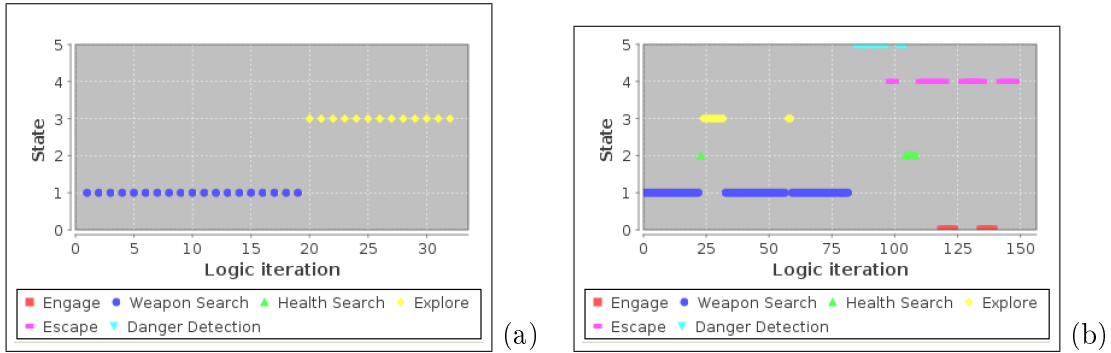 5
4
3
2
1
0
State
0 5 10 15 20 25 30
Logic iteration
Engage Weapon Search Health Search Explore
Escape Danger Detection
(a)
5
4
3
2
1
0
State
0 25 50 75 100 125 150
Logic iteration
Engage Weapon Search Health Search Explore
Escape Danger Detection
(b)